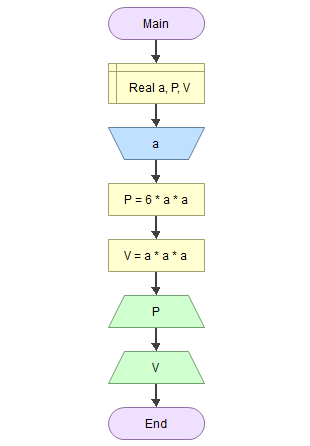 Main
Real a, P, V
a
P = 6 * a * a
V = a * a * a
P
V
End